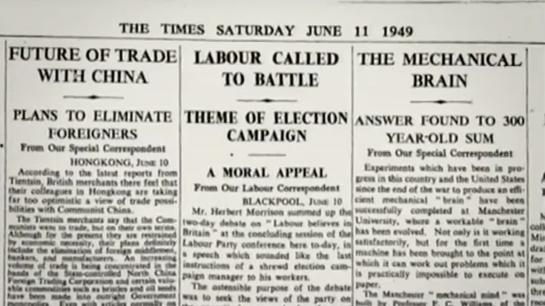 THE TIMES SATURDAY JUNE 11 1949
FUTURE OF TRADE
WITH CHINA
PLANS TO ELIMINATE
FOREIGNERS
From Our Special Correspondent
HONGKONG, JUNE 10
According to the latest reports from
Tientsin, British merchants there feel that
their colleagues in Hongkong are taking
far too optimistic a view of trade possi-
bilities with Communist China.
The Tientsin merchants say that the Com-
munists want to trade, but on their own terms.
Although for the present they are restrained
by economic necessity, their plans definitely
include the elimination of foreign middlemen,
bankers, and manufacturers. An increasing
volume of trade is being concentrated in the
hands of the State-controlled North China
Foreign Trading Corporation and certain valu-
able commodities such as bristles and oil seeds
have been made into outright Government
LABOUR CALLED
TO BATTLE
THEME OF ELECTION
CAMPAIGN
A MORAL APPEAL
From Our Labour Correspondent
BLACKPOOL, JUNE 10
Mr. Herbert Morrison summed up the
two-day debate on "Labour believes in
Britain" at the concluding session of the
Labour Party conference here to-day, in
a speech which sounded like the last
instructions of a shrewd election cam-
paign manager to his workers.
The ostensible purpose of the debate
was to seek the views of the party on
THE MECHANICAL
BRAIN
ANSWER FOUND TO 300
YEAR-OLD SUM
From Our Special Correspondent
Experiments which have been in pro-
gress in this country and the United States
since the end of the war to produce an effi-
cient mechanical "brain" have been
successfully completed at Manchester
University, where a workable "brain"
has been evolved. Not only is it working
satisfactorily, but for the first time a
machine has been brought to the point at
which it can work out problems which it
is practically impossible to execute on
paper.
The Manchester "mechanical mind" was
built by Professor F. C. Williams